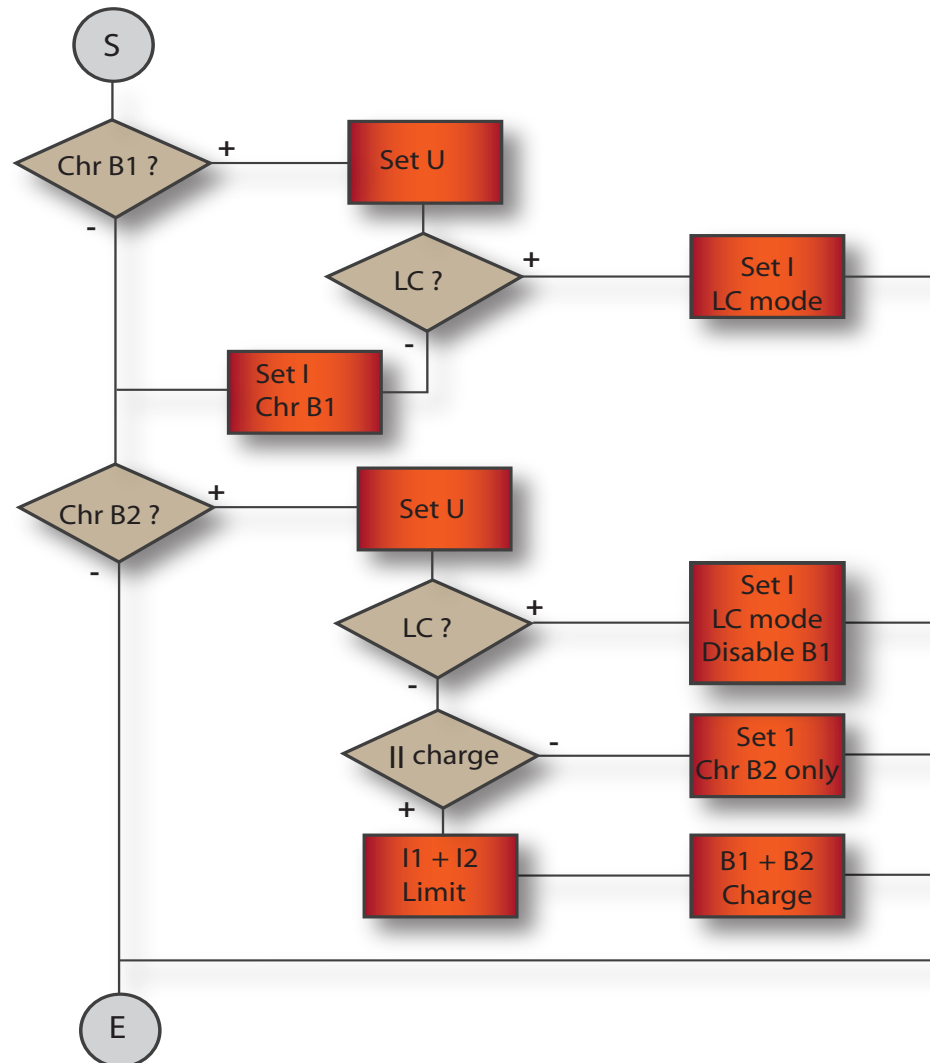 S
Chr B1 ?
+
-
Set U
LC ?
+
-
Set I
LC mode
Set I
Chr B1
Chr B2 ?
+
-
Set U
LC ?
+
-
Set I
LC mode
Disable B1
|| charge
-
+
Set 1
Chr B2 only
I1 + I2
Limit
B1 + B2
Charge
E